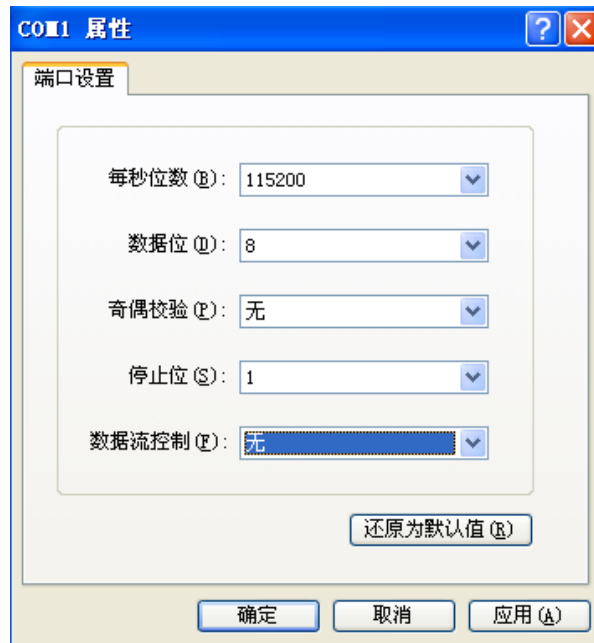 COM1 属性
端口设置
每秒位数(B): 115200
数据位(D): 8
奇偶校验(P): 无
停止位(S): 1
数据流控制(F): 无
还原为默认值(R)
确定 取消 应用(A)